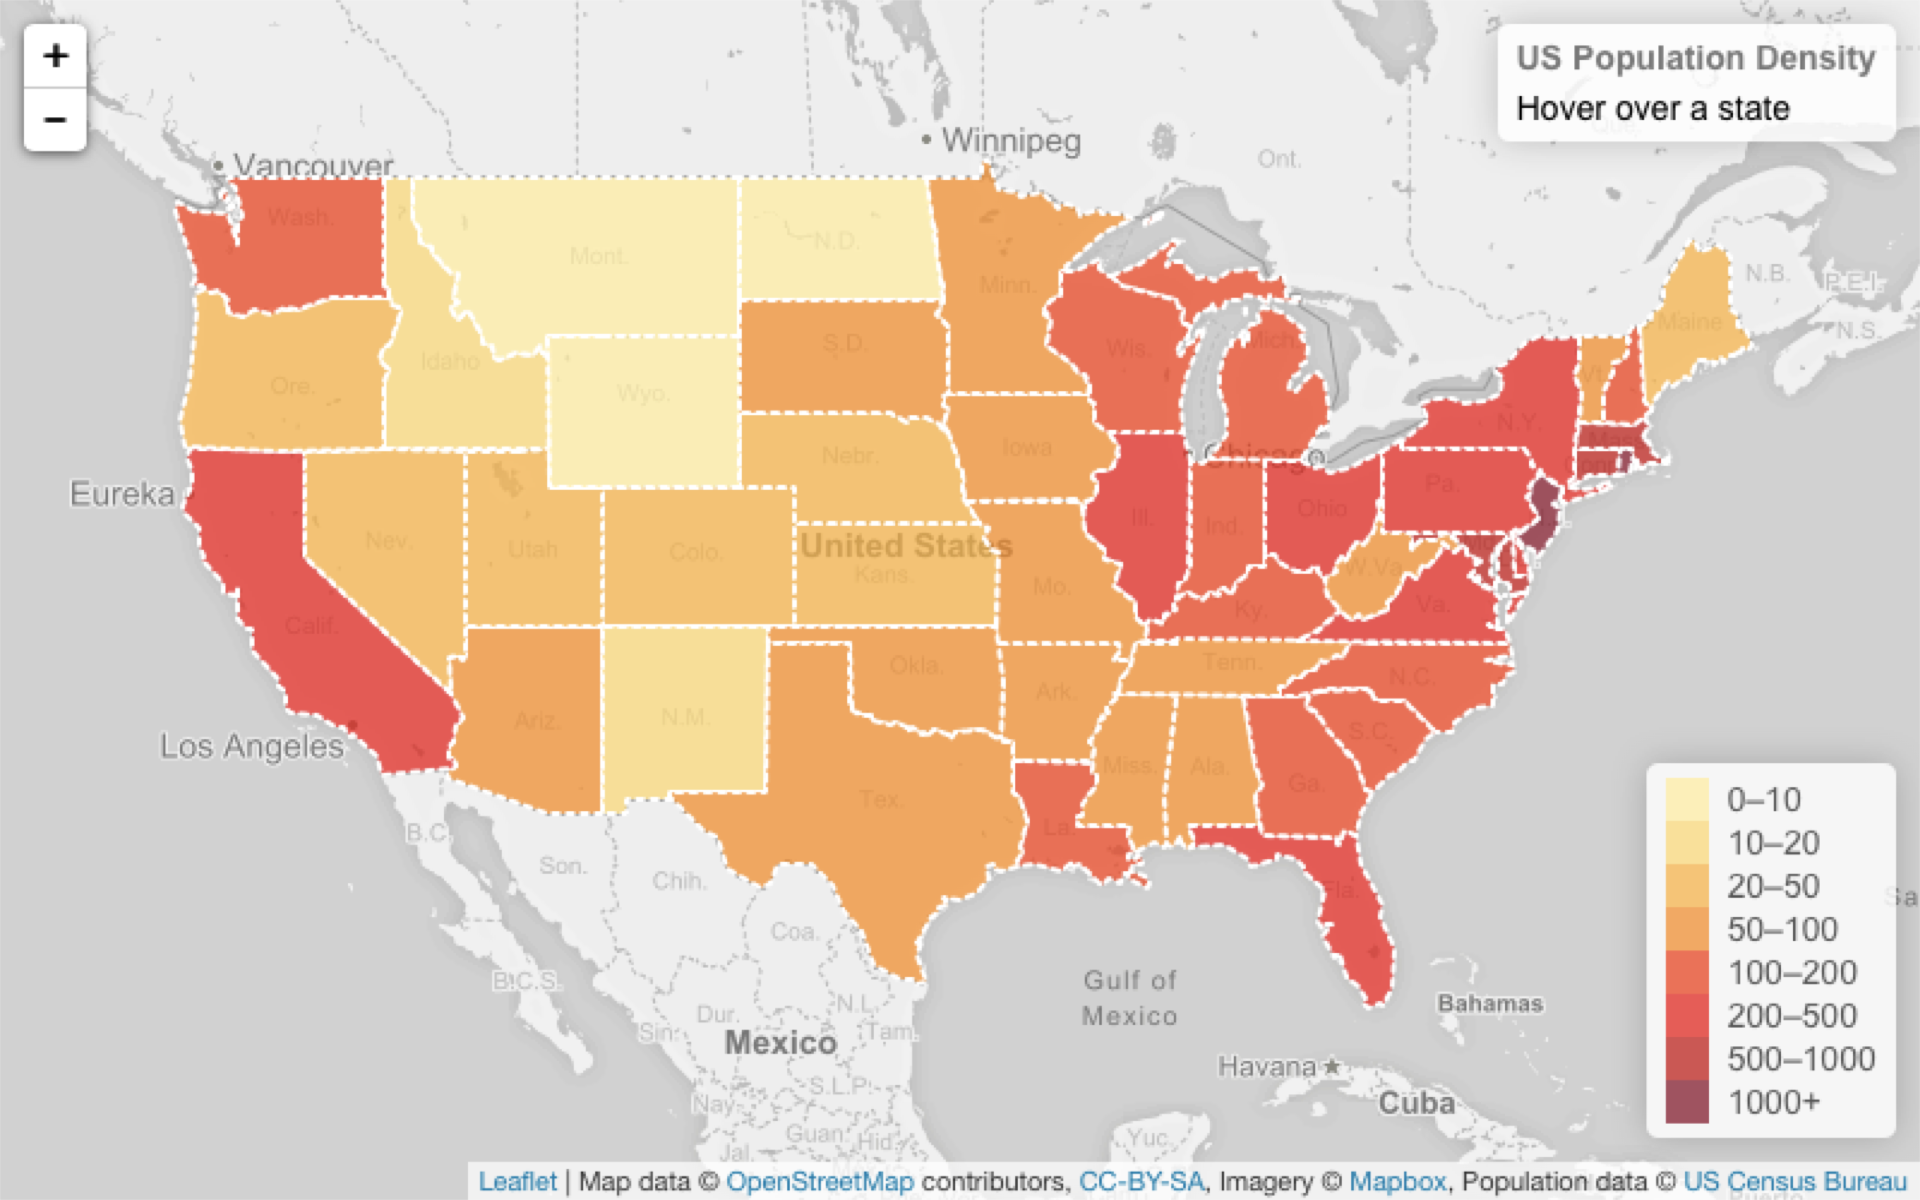 +
−
US Population Density
Hover over a state
Winnipeg
Ont.
Vancouver
Wash.
Mont.
N.D.
Minn.
N.B.
P.E.I.
N.S.
Maine
Idaho
Ore.
Wyo.
S.D.
Wis.
Mich.
Vt.
N.Y.
Mass.
Conn.
Iowa
Nebr.
Chicago
Eureka
Pa.
Ohio
Ill.
Ind.
Nev.
Utah
Colo.
United States
Kans.
Mo.
W.Va.
Md.
Va.
Ky.
Calif.
Okla.
Tenn.
N.C.
Ark.
N.M.
Ariz.
S.C.
Los Angeles
Miss.
Ala.
Ga.
Tex.
La.
Fla.
B.C.
Son.
Chih.
Coa.
B.C.S.
N.L.
Dur.
Sin.
Tam.
Mexico
S.L.P.
Nay.
Guan.
Hid.
Jal.
Gulf of
Mexico
Bahamas
Havana
Cuba
Yuc.
0–10
10–20
20–50
50–100
100–200
200–500
500–1000
1000+
Leaflet | Map data © OpenStreetMap contributors, CC-BY-SA, Imagery © Mapbox, Population data © US Census Bureau